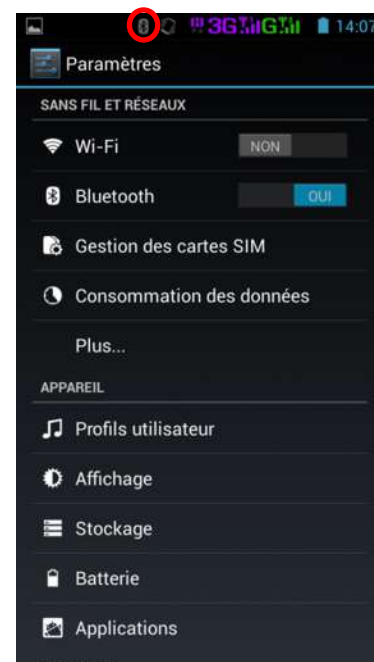 3G G 14:07
Paramètres
SANS FIL ET RÉSEAUX
Wi-Fi NON
Bluetooth OUI
Gestion des cartes SIM
Consommation des données
Plus...
APPAREIL
Profils utilisateur
Affichage
Stockage
Batterie
Applications